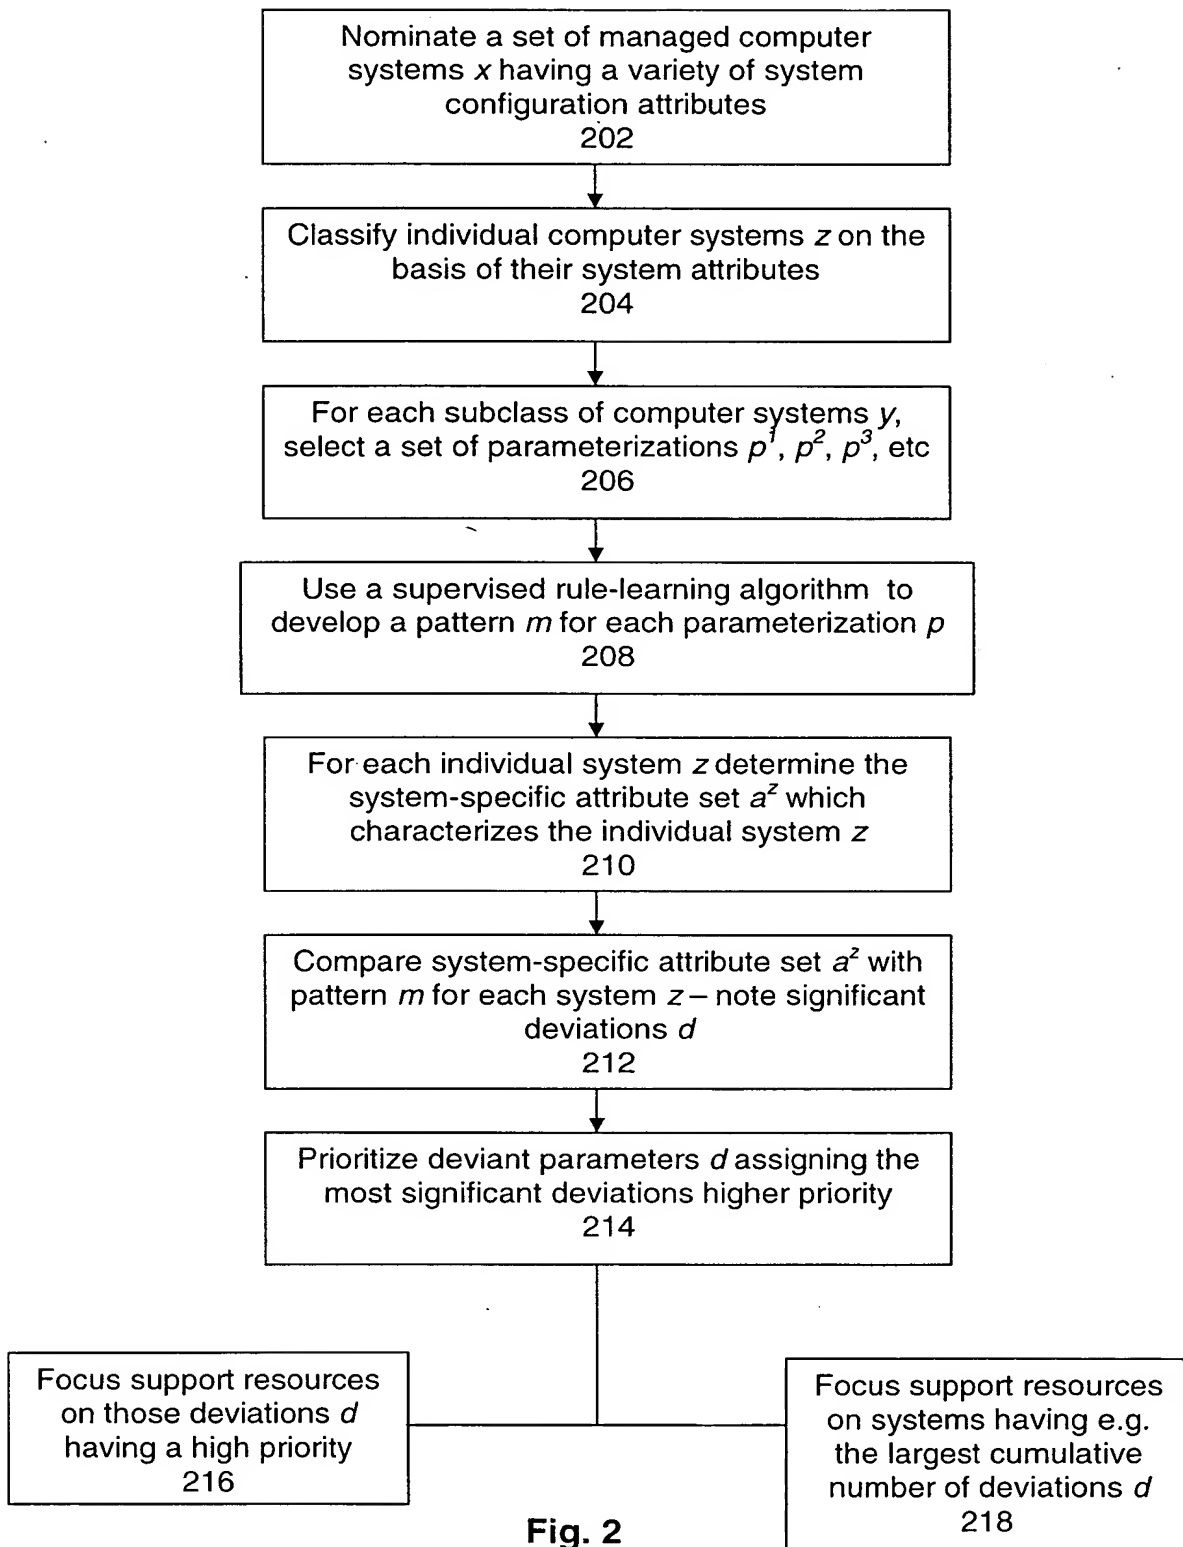 Nominate a set of managed computer
systems x having a variety of system
configuration attributes
202
Classify individual computer systems z on the
basis of their system attributes
204
For each subclass of computer systems y,
select a set of parameterizations p¹, p², p³, etc
206
Use a supervised rule-learning algorithm to
develop a pattern m for each parameterization p
208
For each individual system z determine the
system-specific attribute set aᶻ which
characterizes the individual system z
210
Compare system-specific attribute set aᶻ with
pattern m for each system z – note significant
deviations d
212
Prioritize deviant parameters d assigning the
most significant deviations higher priority
214
Focus support resources
on those deviations d
having a high priority
216
Focus support resources
on systems having e.g.
the largest cumulative
number of deviations d
218
Fig. 2